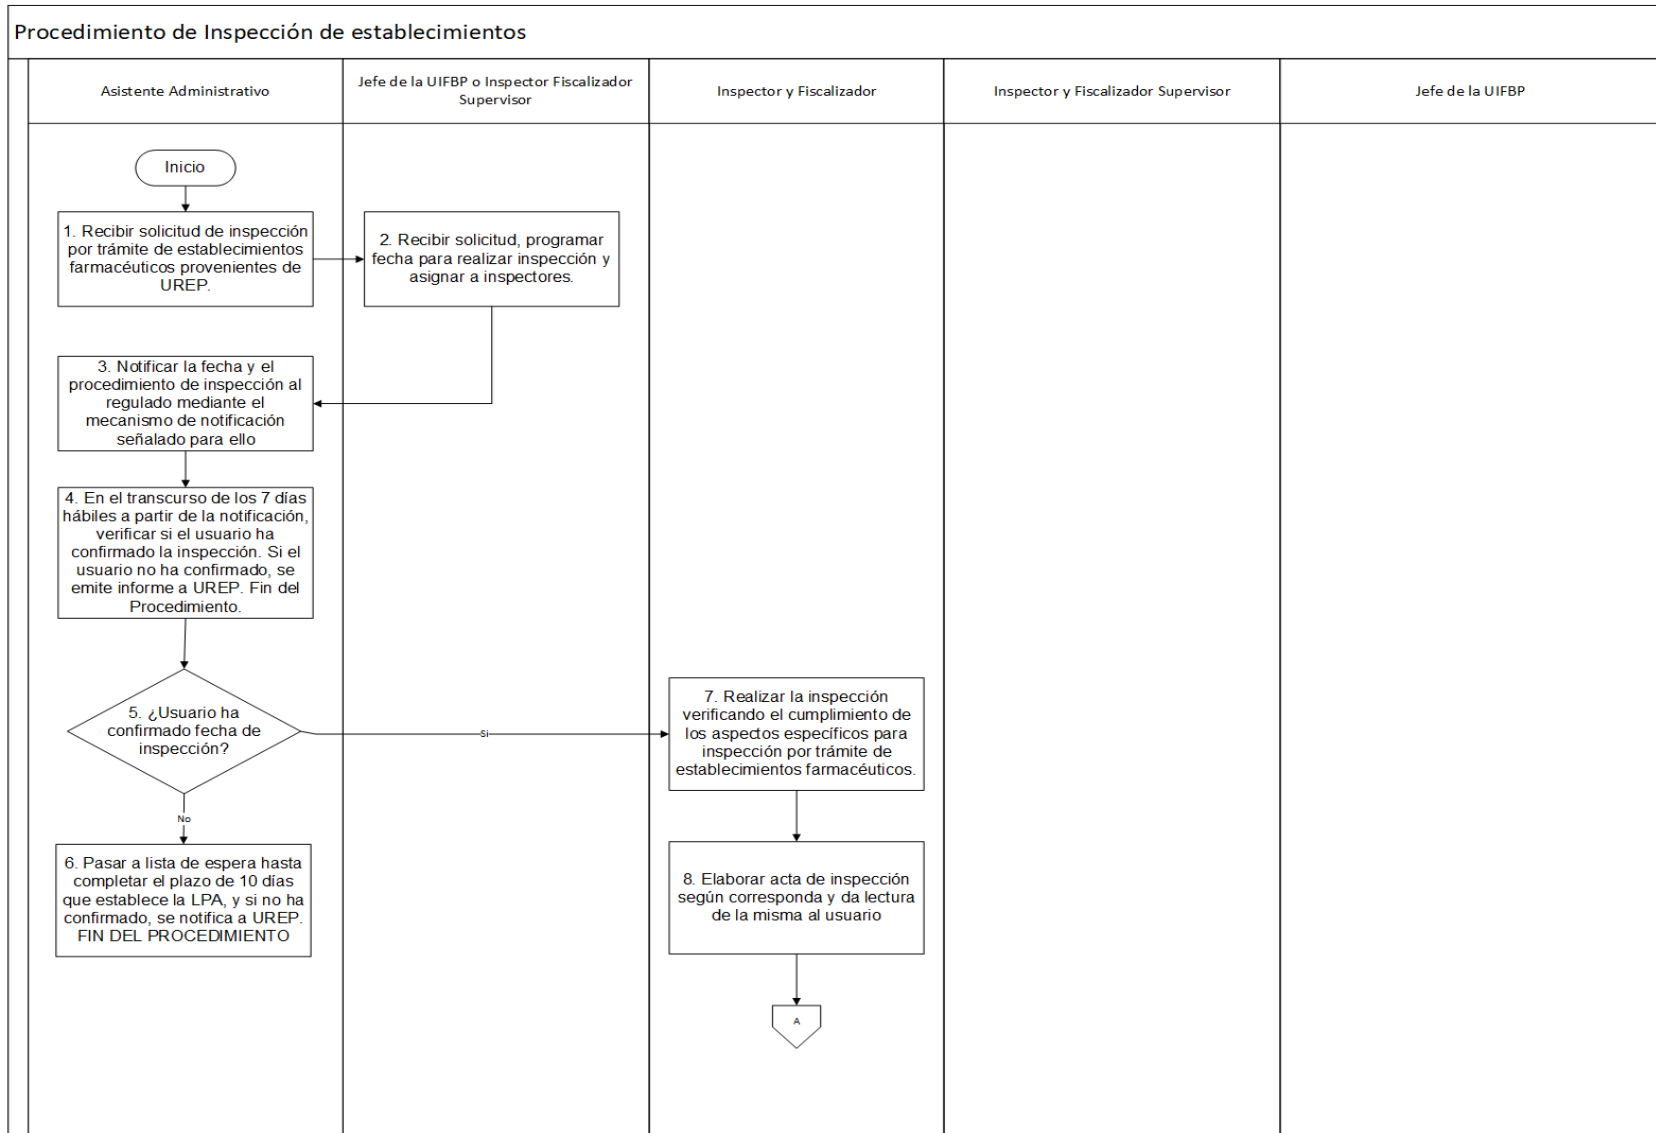 Procedimiento de Inspección de establecimientos
Asistente Administrativo
Jefe de la UIFBP o Inspector Fiscalizador
Supervisor
Inspector y Fiscalizador
Inspector y Fiscalizador Supervisor
Jefe de la UIFBP
Inicio
1. Recibir solicitud de inspección
por trámite de establecimientos
farmacéuticos provenientes de
UREP.
2. Recibir solicitud, programar
fecha para realizar inspección y
asignar a inspectores.
3. Notificar la fecha y el
procedimiento de inspección al
regulado mediante el
mecanismo de notificación
señalado para ello
4. En el transcurso de los 7 días
hábiles a partir de la notificación,
verificar si el usuario ha
confirmado la inspección. Si el
usuario no ha confirmado, se
emite informe a UREP. Fin del
Procedimiento.
5. ¿Usuario ha
confirmado fecha de
inspección?
Si
No
6. Pasar a lista de espera hasta
completar el plazo de 10 días
que establece la LPA, y si no ha
confirmado, se notifica a UREP.
FIN DEL PROCEDIMIENTO
7. Realizar la inspección
verificando el cumplimiento de
los aspectos específicos para
inspección por trámite de
establecimientos farmacéuticos.
8. Elaborar acta de inspección
según corresponda y da lectura
de la misma al usuario
A